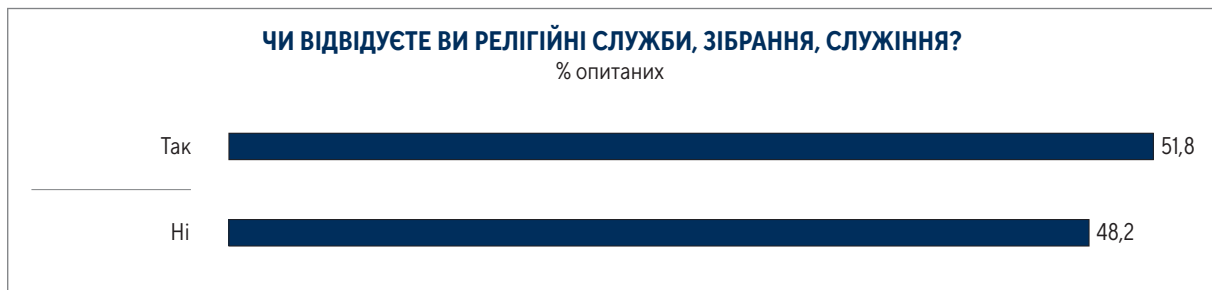 ЧИ ВІДВІДУЄТЕ ВИ РЕЛІГІЙНІ СЛУЖБИ, ЗІБРАННЯ, СЛУЖІННЯ?
% опитаних
Так 51,8
Ні 48,2